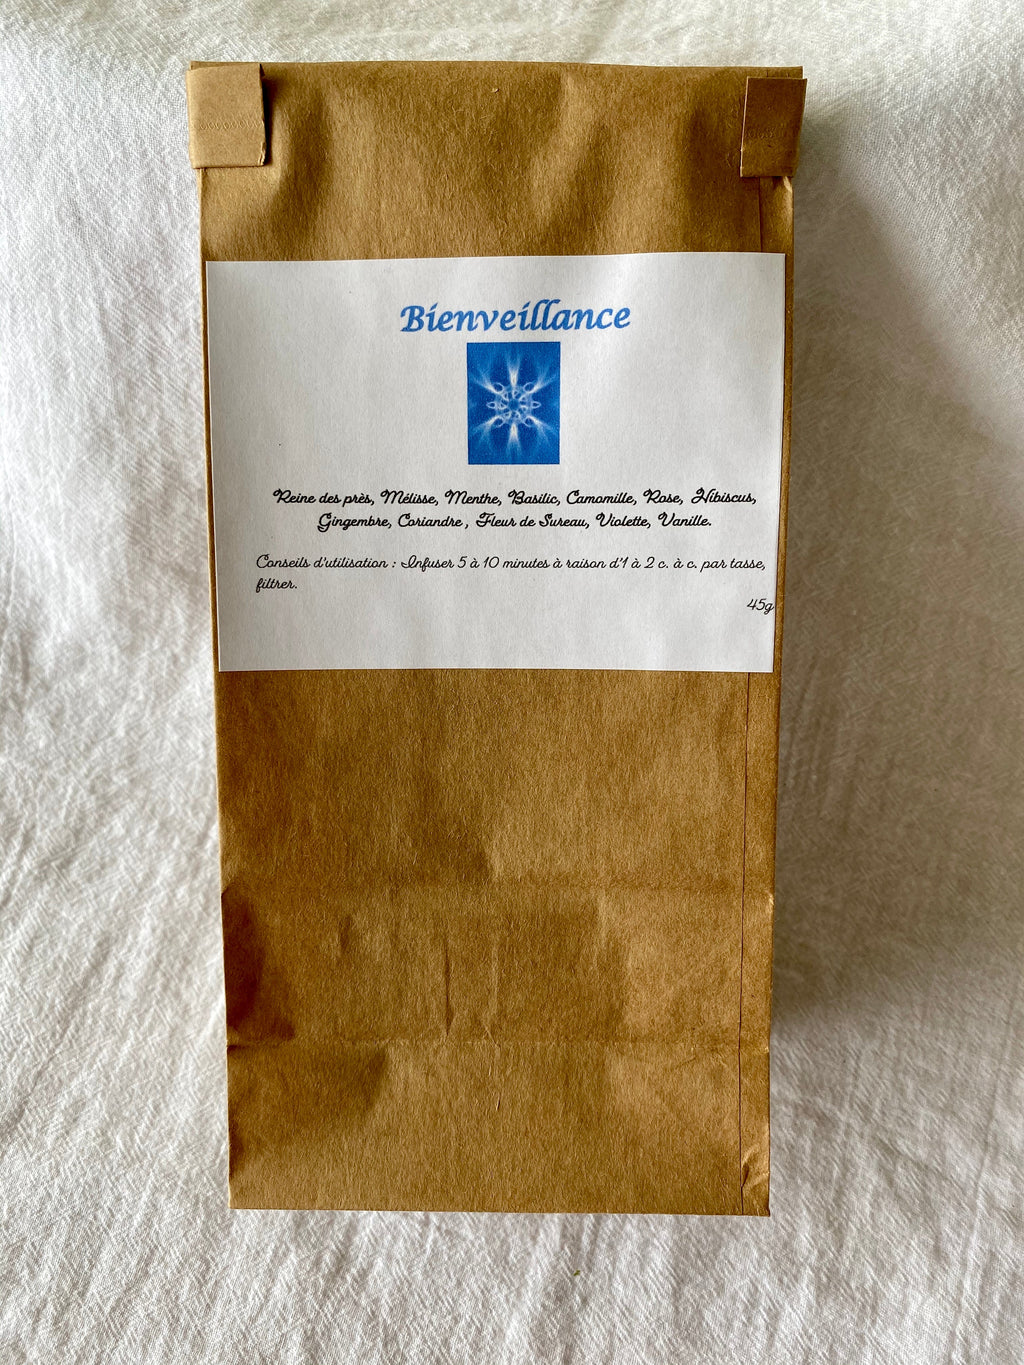 Bienveillance
Reine des près, Mélisse, Menthe, Basilic, Camomille, Rose, Hibiscus,
Gingembre, Coriandre , Fleur de Sureau, Violette, Vanille.
Conseils d'utilisation : Infuser 5 à 10 minutes à raison d'1 à 2 c. à c. par tasse,
filtrer.
45g